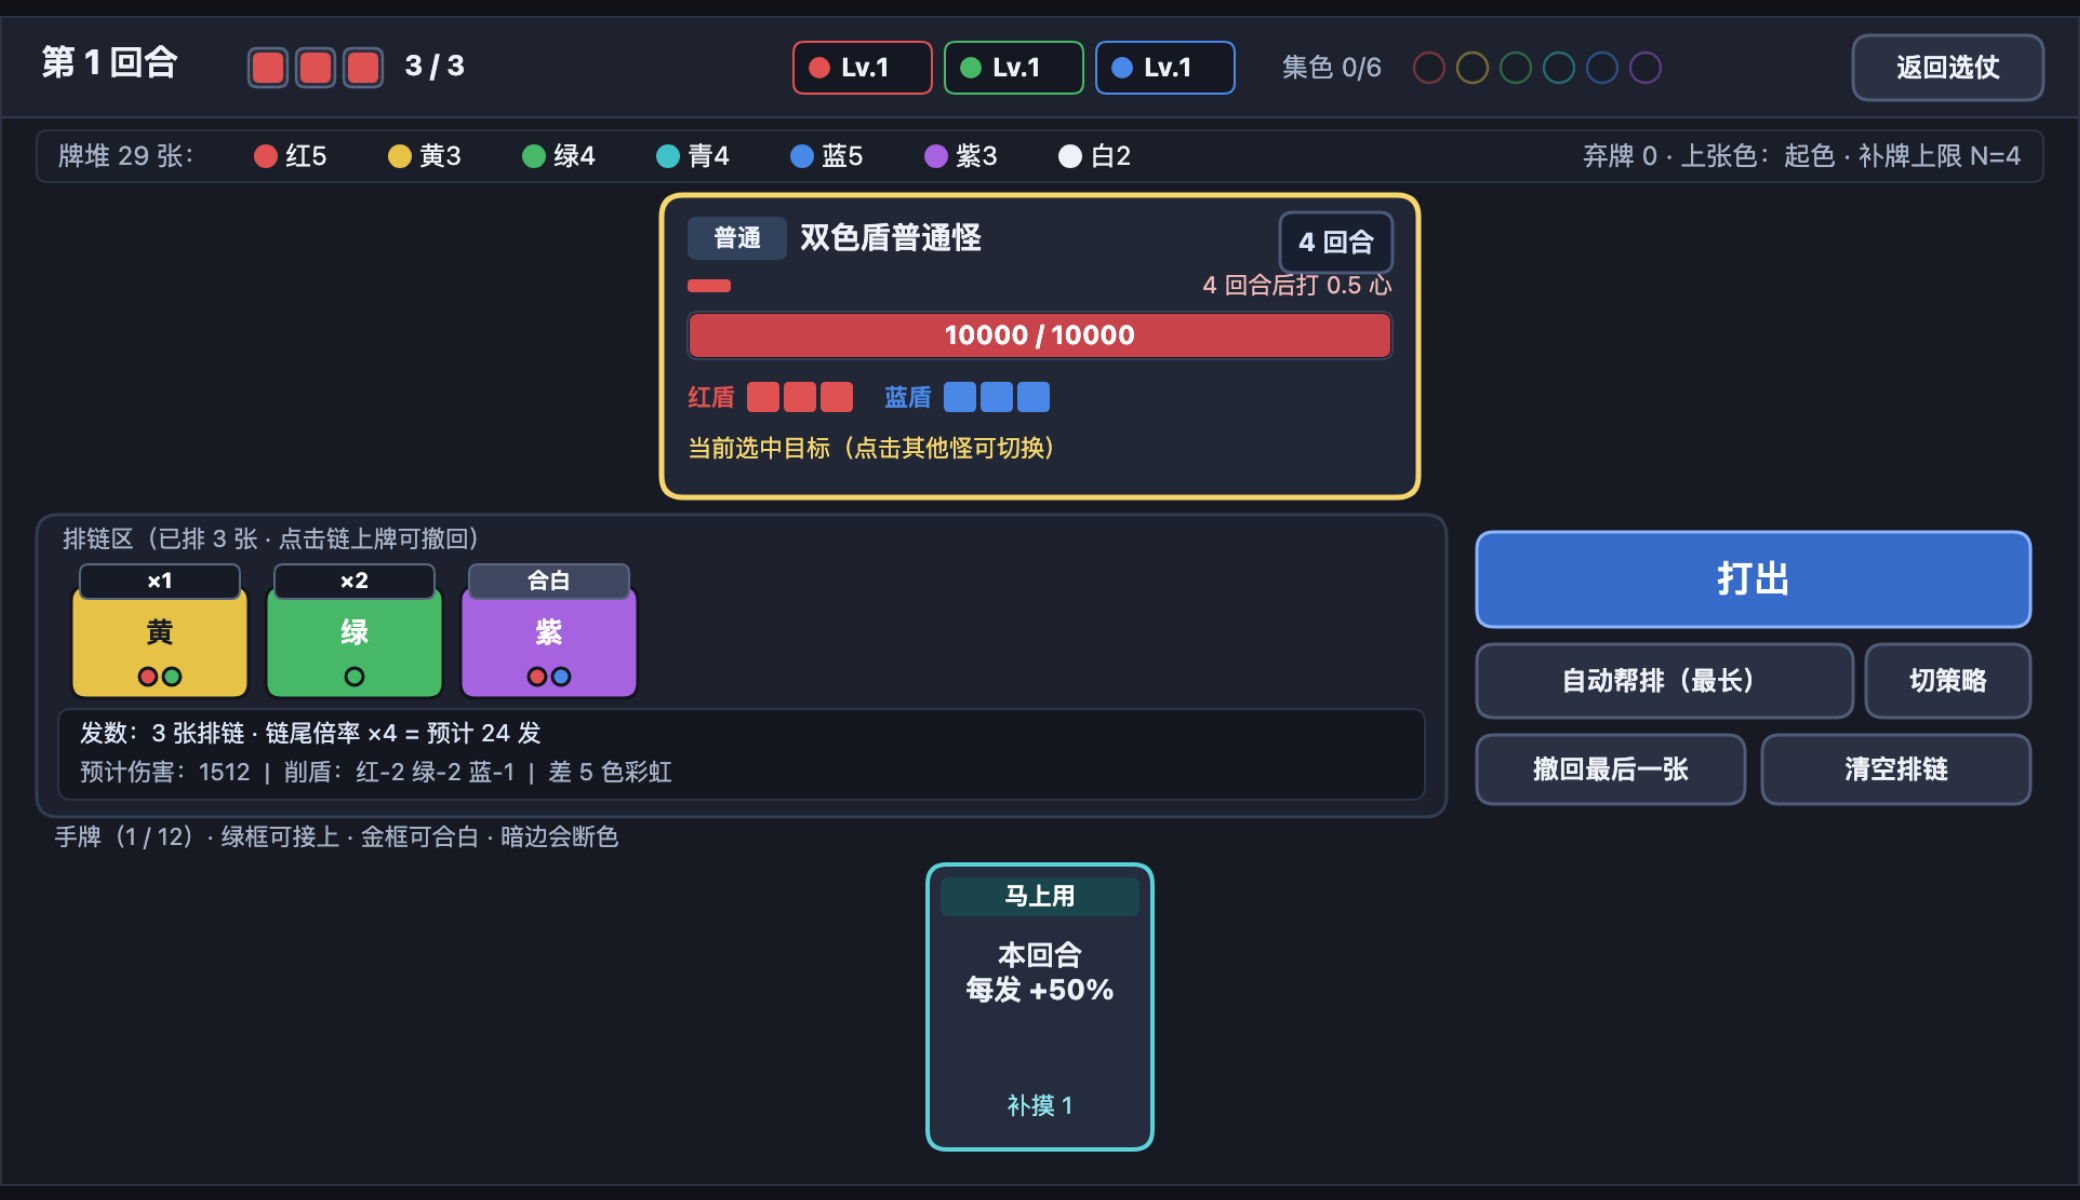 第 1 回合
3 / 3
Lv.1
Lv.1
Lv.1
集色 0/6
返回选仗
牌堆 29 张：
红5
黄3
绿4
青4
蓝5
紫3
白2
弃牌 0 · 上张色：起色 · 补牌上限 N=4
普通
双色盾普通怪
4 回合
4 回合后打 0.5 心
10000 / 10000
红盾
蓝盾
当前选中目标（点击其他怪可切换）
排链区（已排 3 张 · 点击链上牌可撤回）
×1
×2
合白
黄
绿
紫
发数：3 张排链 · 链尾倍率 ×4 = 预计 24 发
预计伤害：1512 | 削盾：红-2 绿-2 蓝-1 | 差 5 色彩虹
打出
自动帮排（最长）
切策略
撤回最后一张
清空排链
手牌（1 / 12）· 绿框可接上 · 金框可合白 · 暗边会断色
马上用
本回合
每发 +50%
补摸 1